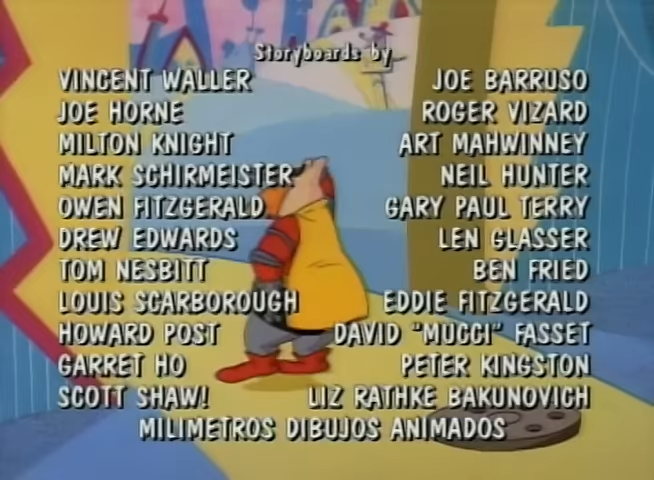 Storyboards by
VINCENT WALLER JOE BARRUSO
JOE HORNE ROGER VIZARD
MILTON KNIGHT ART MAHWINNEY
MARK SCHIRMEISTER NEIL HUNTER
OWEN FITZGERALD GARY PAUL TERRY
DREW EDWARDS LEN GLASSER
TOM NESBITT BEN FRIED
LOUIS SCARBOROUGH EDDIE FITZGERALD
HOWARD POST DAVID "MUCCI" FASSET
GARRET HO PETER KINGSTON
SCOTT SHAW! LIZ RATHKE BAKUNOVICH
MILIMETROS DIBUJOS ANIMADOS